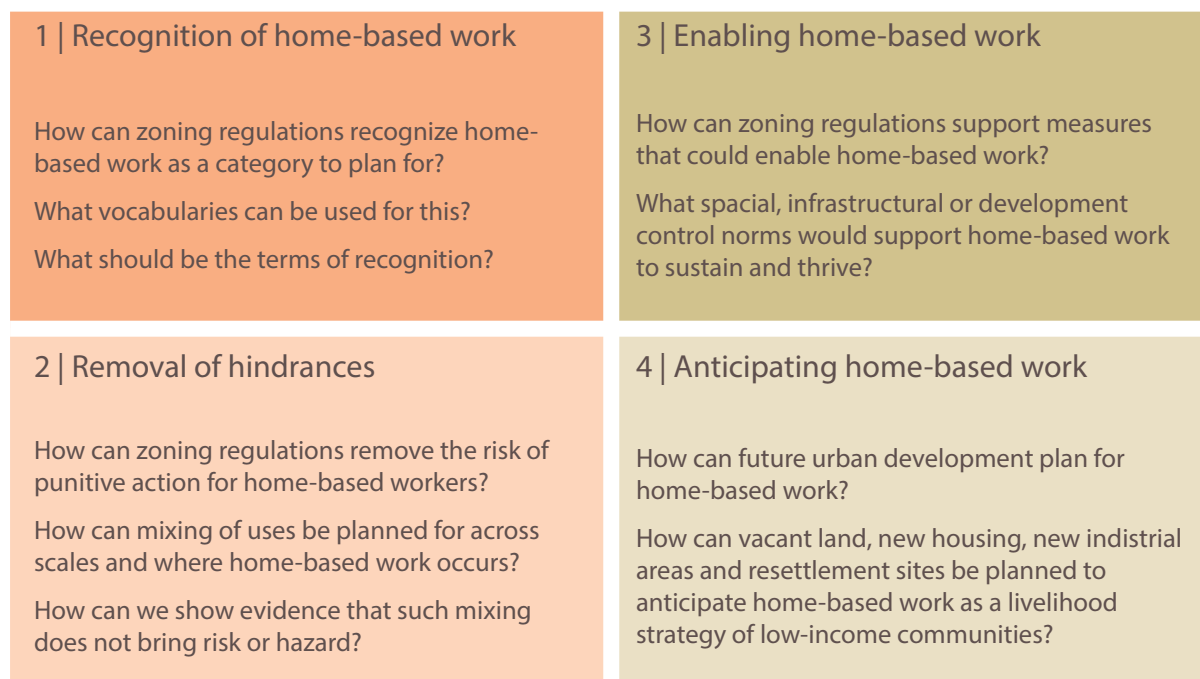 1 | Recognition of home-based work
How can zoning regulations recognize home-
based work as a category to plan for?
What vocabularies can be used for this?
What should be the terms of recognition?
2 | Removal of hindrances
How can zoning regulations remove the risk of
punitive action for home-based workers?
How can mixing of uses be planned for across
scales and where home-based work occurs?
How can we show evidence that such mixing
does not bring risk or hazard?
3 | Enabling home-based work
How can zoning regulations support measures
that could enable home-based work?
What spacial, infrastructural or development
control norms would support home-based work
to sustain and thrive?
4 | Anticipating home-based work
How can future urban development plan for
home-based work?
How can vacant land, new housing, new indistrial
areas and resettlement sites be planned to
anticipate home-based work as a livelihood
strategy of low-income communities?